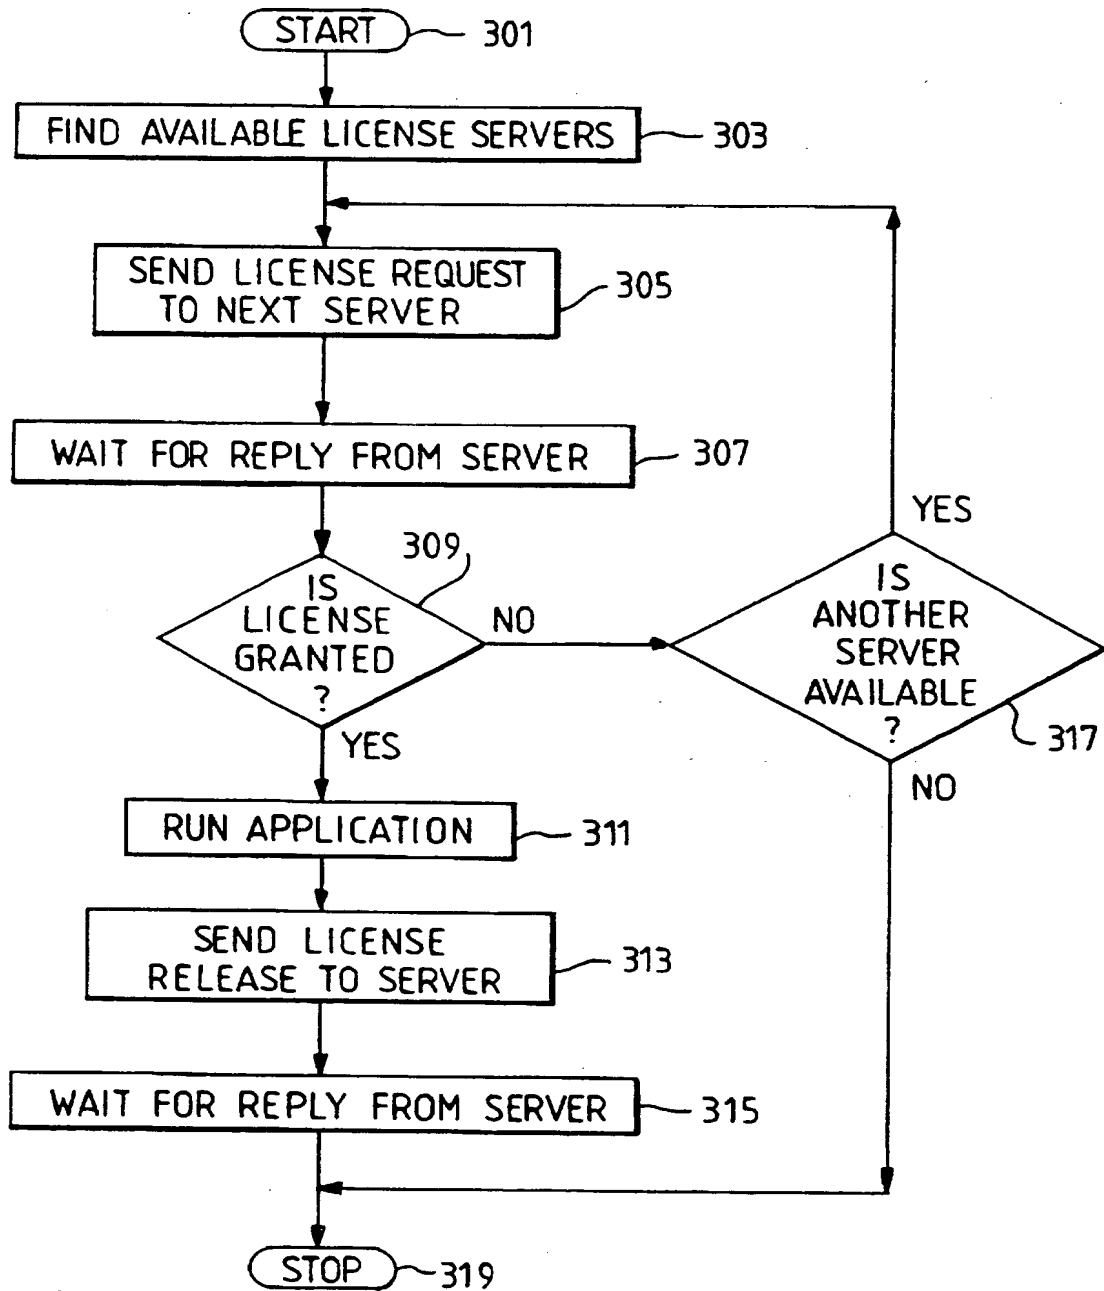 START
301
FIND AVAILABLE LICENSE SERVERS
303
SEND LICENSE REQUEST
TO NEXT SERVER
305
WAIT FOR REPLY FROM SERVER
307
309
IS
LICENSE
GRANTED
?
NO
YES
IS
ANOTHER
SERVER
AVAILABLE
?
YES
317
NO
RUN APPLICATION
311
SEND LICENSE
RELEASE TO SERVER
313
WAIT FOR REPLY FROM SERVER
315
STOP
319